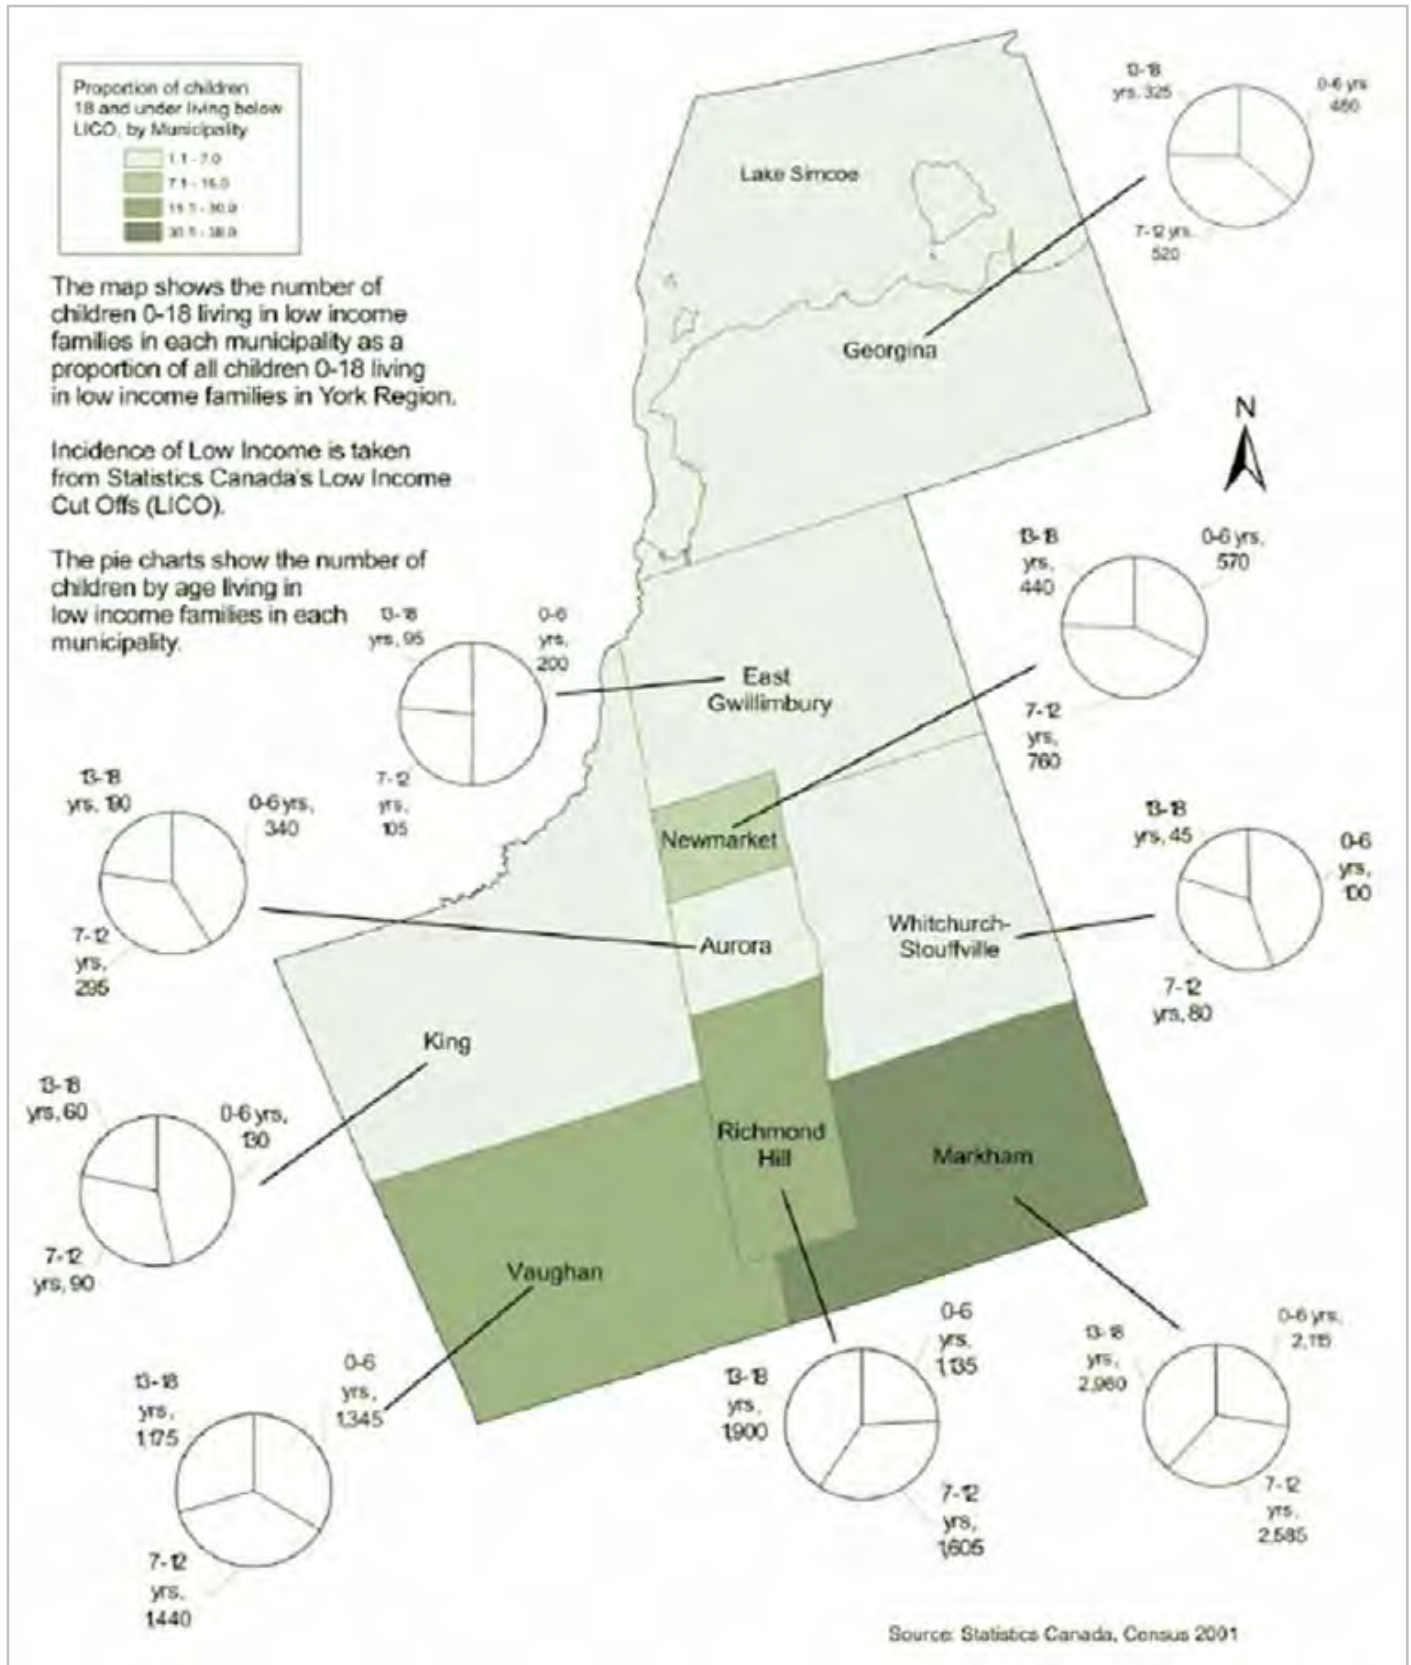 Proportion of children
18 and under living below
LICO, by Municipality
1.1 - 7.0
7.1 - 15.0
15.1 - 30.0
30.1 - 38.0
The map shows the number of
children 0-18 living in low income
families in each municipality as a
proportion of all children 0-18 living
in low income families in York Region.
Incidence of Low Income is taken
from Statistics Canada's Low Income
Cut Offs (LICO).
The pie charts show the number of
children by age living in
low income families in each
municipality.
Lake Simcoe
Georgina
13-18
yrs, 325
0-6 yrs
7-12 yrs,
520
N
East
Gwillimbury
13-18
yrs, 95
0-6
yrs,
200
7-12
yrs,
105
13-18
yrs,
440
0-6 yrs,
570
7-12
yrs,
760
Newmarket
Aurora
13-18
yrs, 190
0-6 yrs,
340
7-12
yrs,
295
Whitchurch-
Stouffville
13-18
yrs, 45
0-6
yrs,
100
7-12
yrs, 80
King
13-18
yrs, 60
0-6 yrs,
130
7-12
yrs, 90
Richmond
Hill
Markham
Vaughan
13-18
yrs,
1,175
0-6
yrs,
1,345
7-12
yrs,
1,440
13-18
yrs,
1,900
0-6
yrs,
1,135
7-12
yrs,
1,605
13-18
yrs,
2,960
0-6 yrs,
2,115
7-12
yrs,
2,585
Source: Statistics Canada, Census 2001